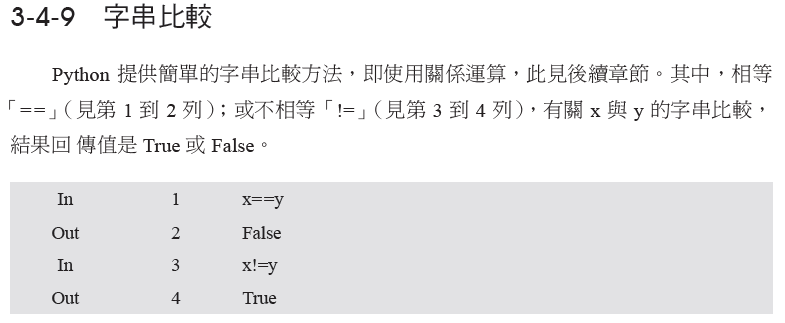 3-4-9 字串比較
Python 提供簡單的字串比較方法，即使用關係運算，此見後續章節。其中，相等
「==」（見第 1 到 2 列）；或不相等「!=」（見第 3 到 4 列），有關 x 與 y 的字串比較，
結果回 傳值是 True 或 False。
In 1 x==y
Out 2 False
In 3 x!=y
Out 4 True